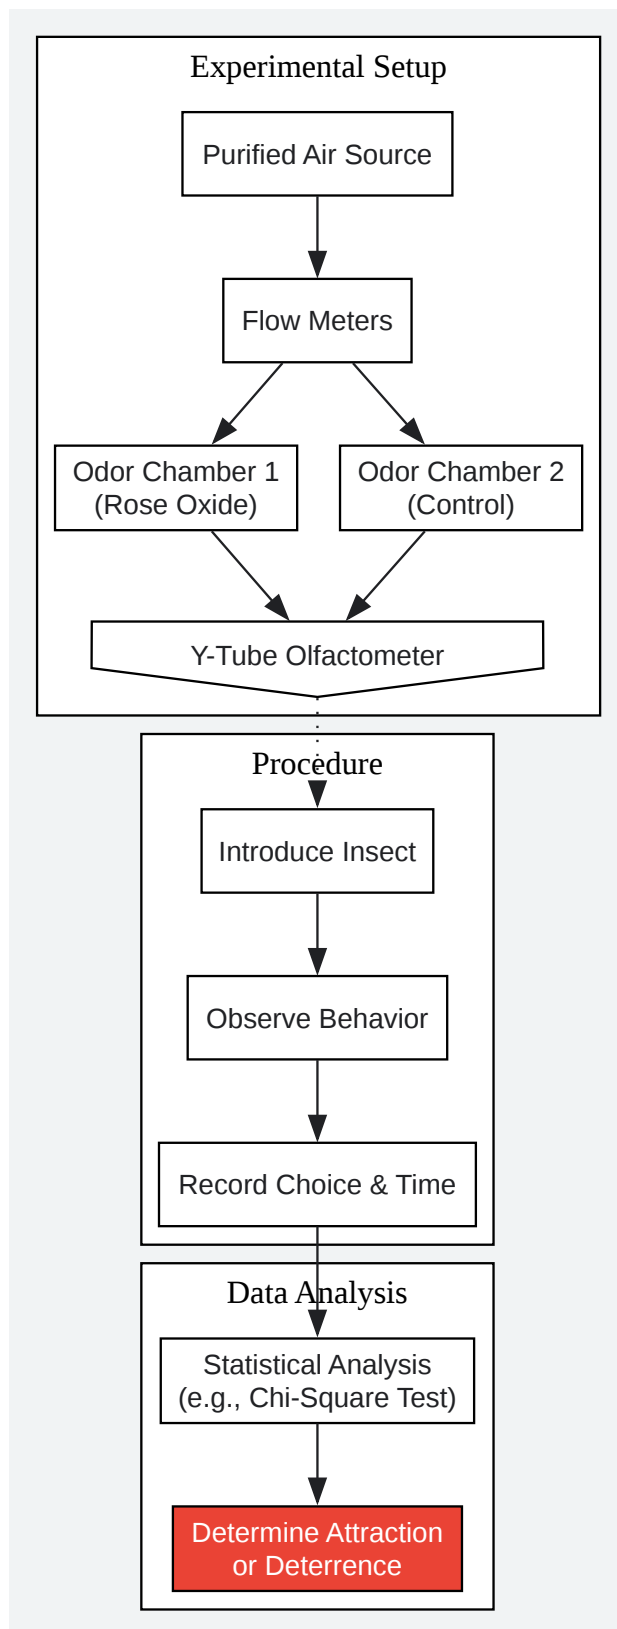 Experimental Setup
Purified Air Source
Flow Meters
Odor Chamber 1
(Rose Oxide)
Odor Chamber 2
(Control)
Y-Tube Olfactometer
Procedure
Introduce Insect
Observe Behavior
Record Choice & Time
Data Analysis
Statistical Analysis
(e.g., Chi-Square Test)
Determine Attraction
or Deterrence